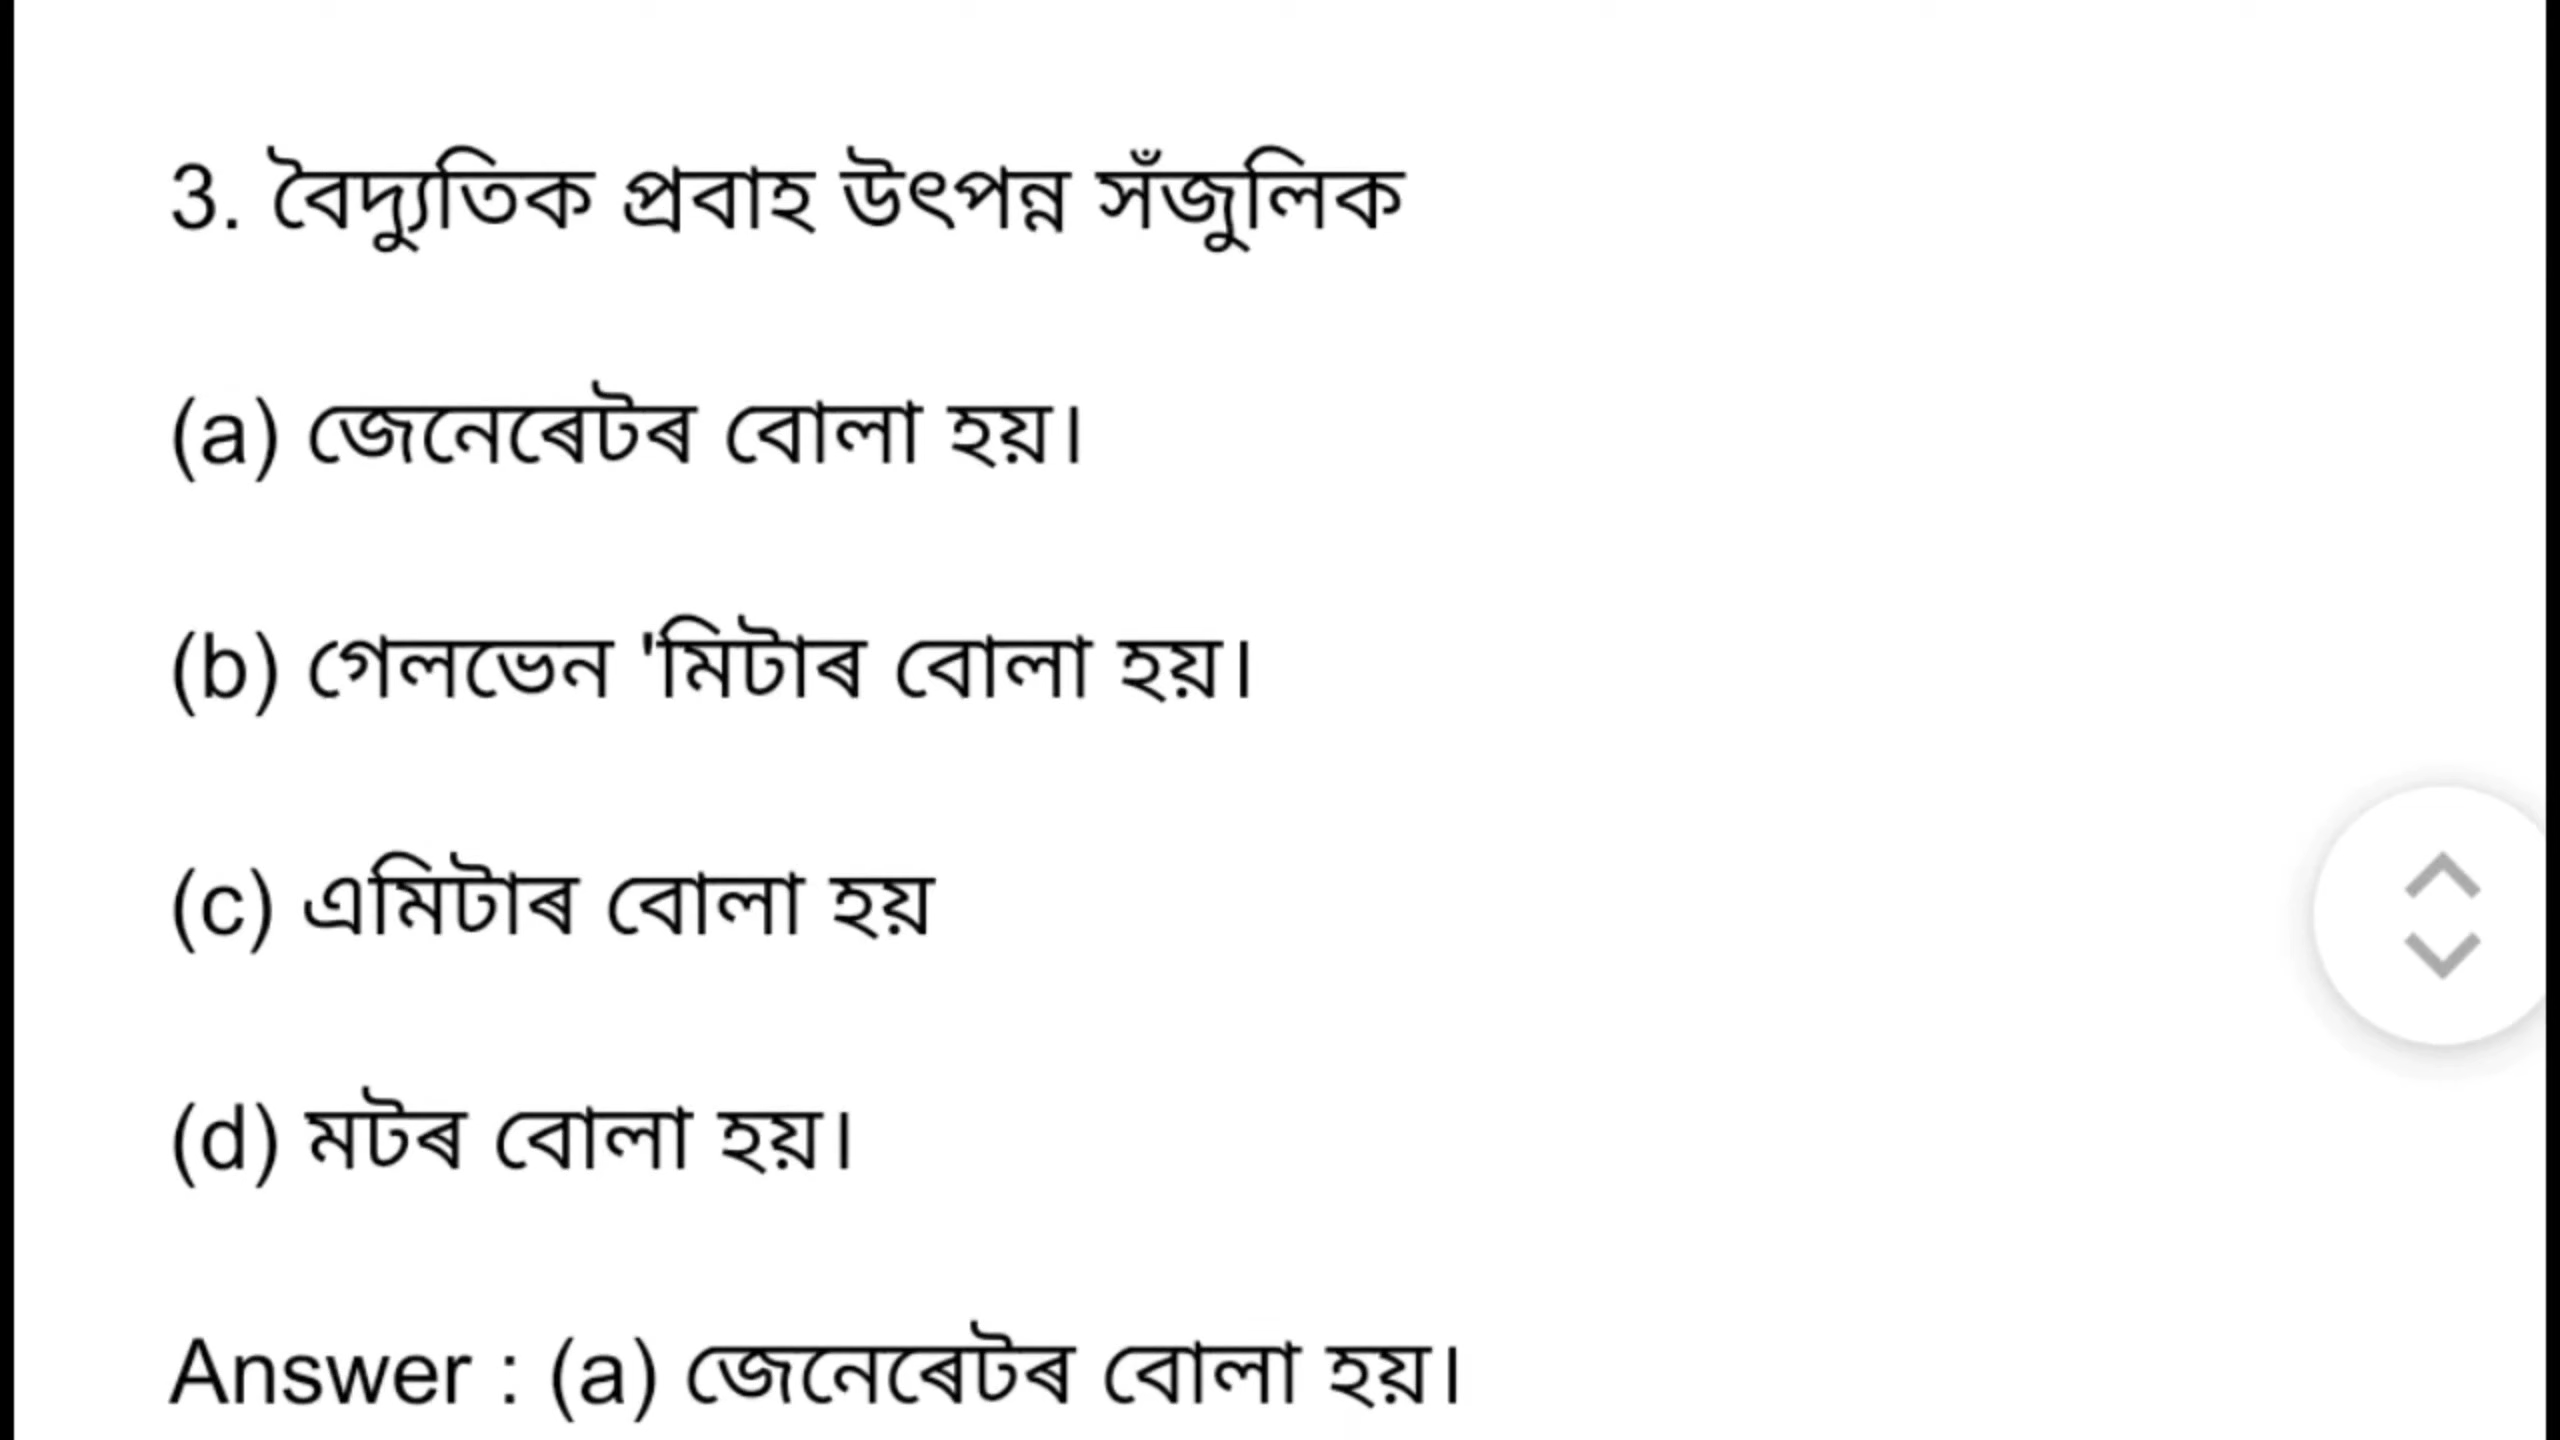 3. বৈদ্যুতিক প্ৰবাহ উৎপন্ন সঁজুলিক
(a) জেনেৰেটৰ বোলা হয়।
(b) গেলভেন 'মিটাৰ বোলা হয়।
(c) এমিটাৰ বোলা হয়
(d) মটৰ বোলা হয়।
Answer : (a) জেনেৰেটৰ বোলা হয়।